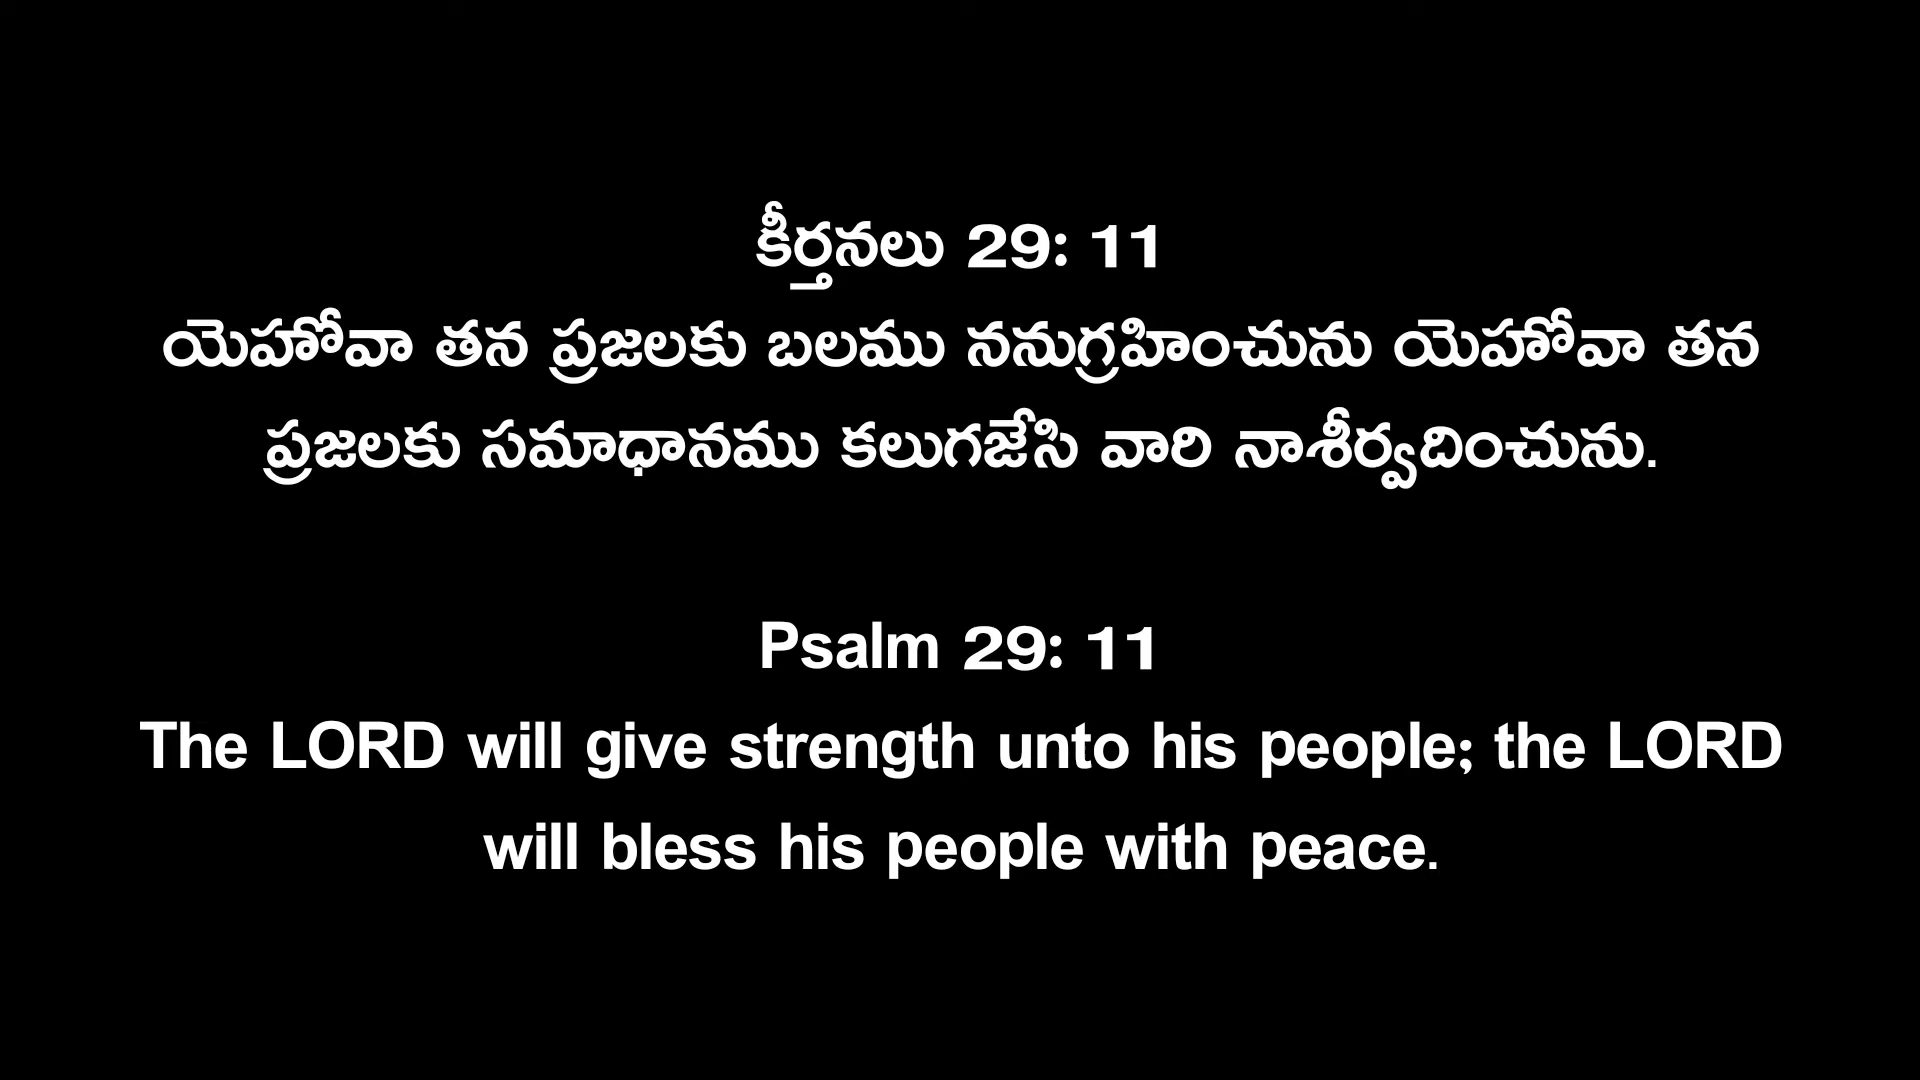 కీర్తనలు 29: 11
యెహోవా తన ప్రజలకు బలము ననుగ్రహించును యెహోవా తన
ప్రజలకు సమాధానము కలుగజేసి వారి నాశీర్వదించును.
Psalm 29: 11
The LORD will give strength unto his people; the LORD
will bless his people with peace.